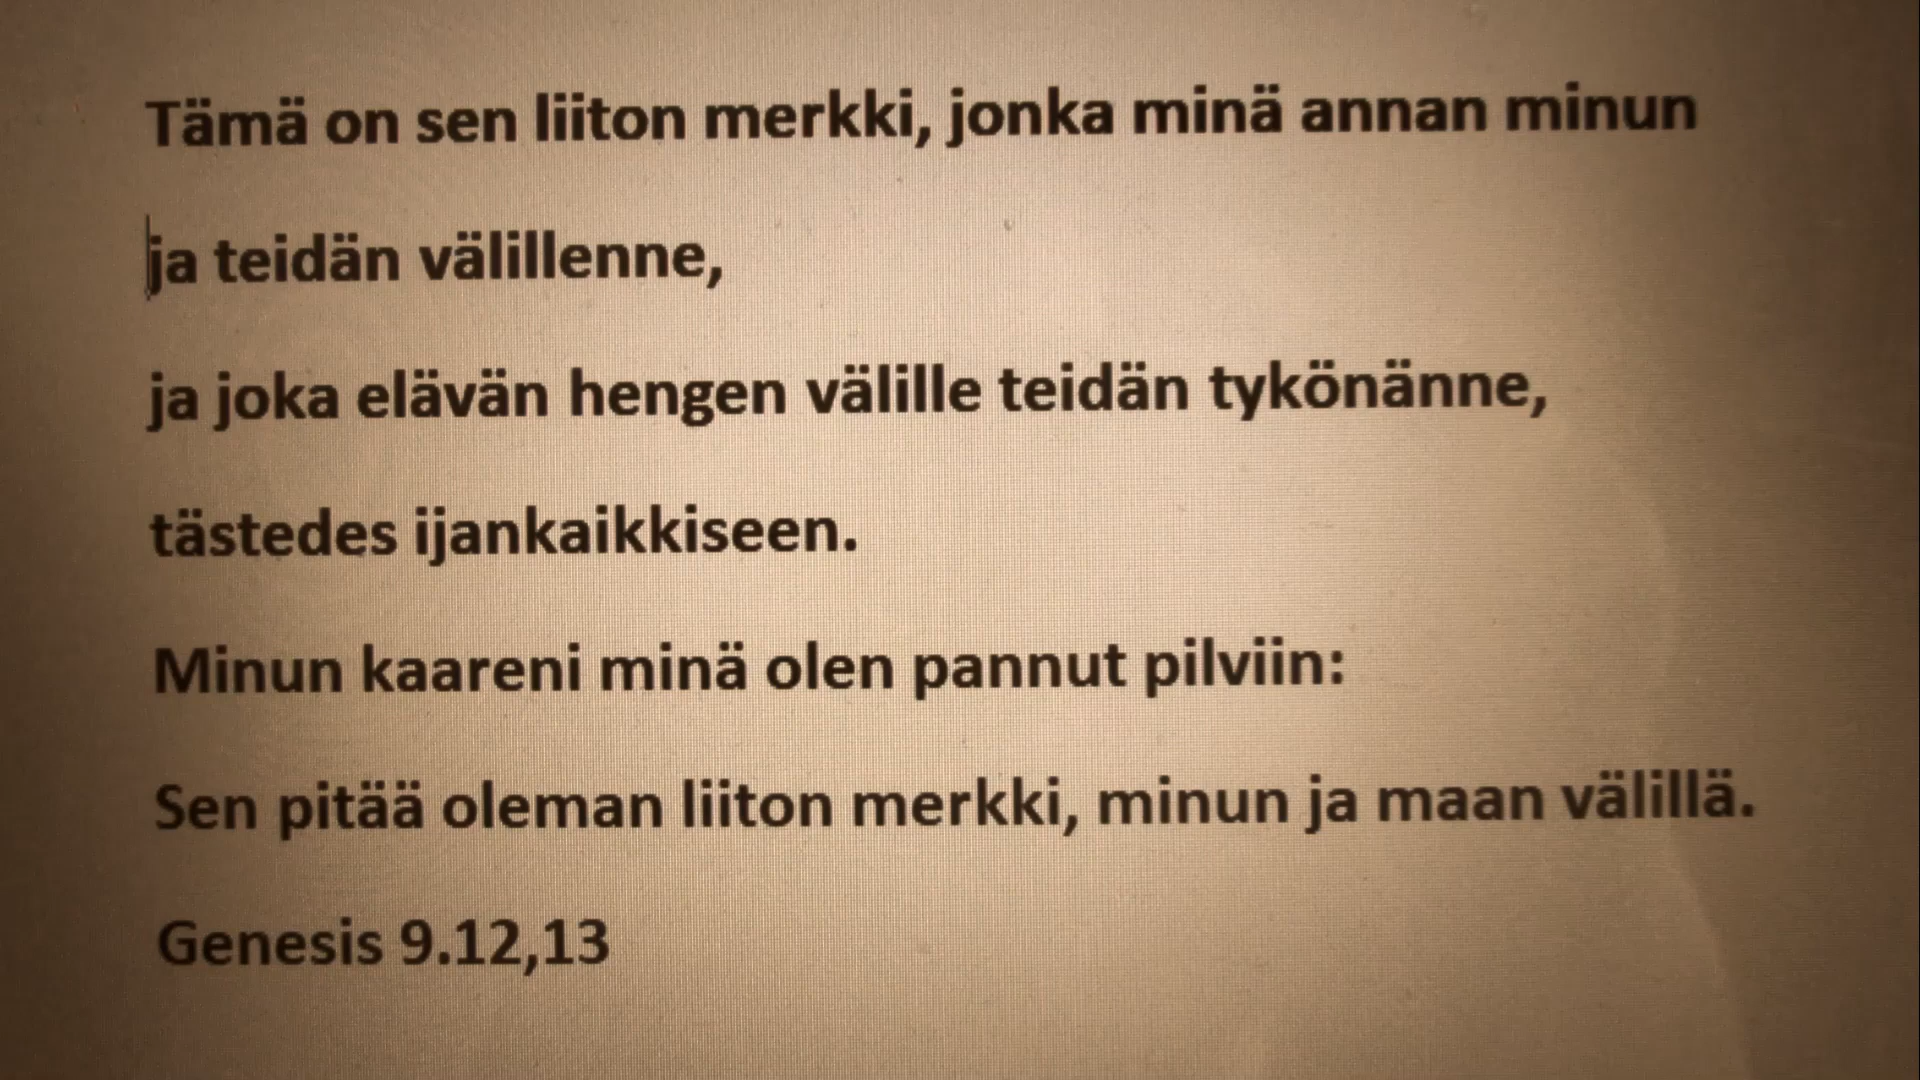 Tämä on sen liiton merkki, jonka minä annan minun
ja teidän välillenne,
ja joka elävän hengen välille teidän tykönänne,
tästedes ijankaikkiseen.
Minun kaareni minä olen pannut pilviin:
Sen pitää oleman liiton merkki, minun ja maan välillä.
Genesis 9.12,13